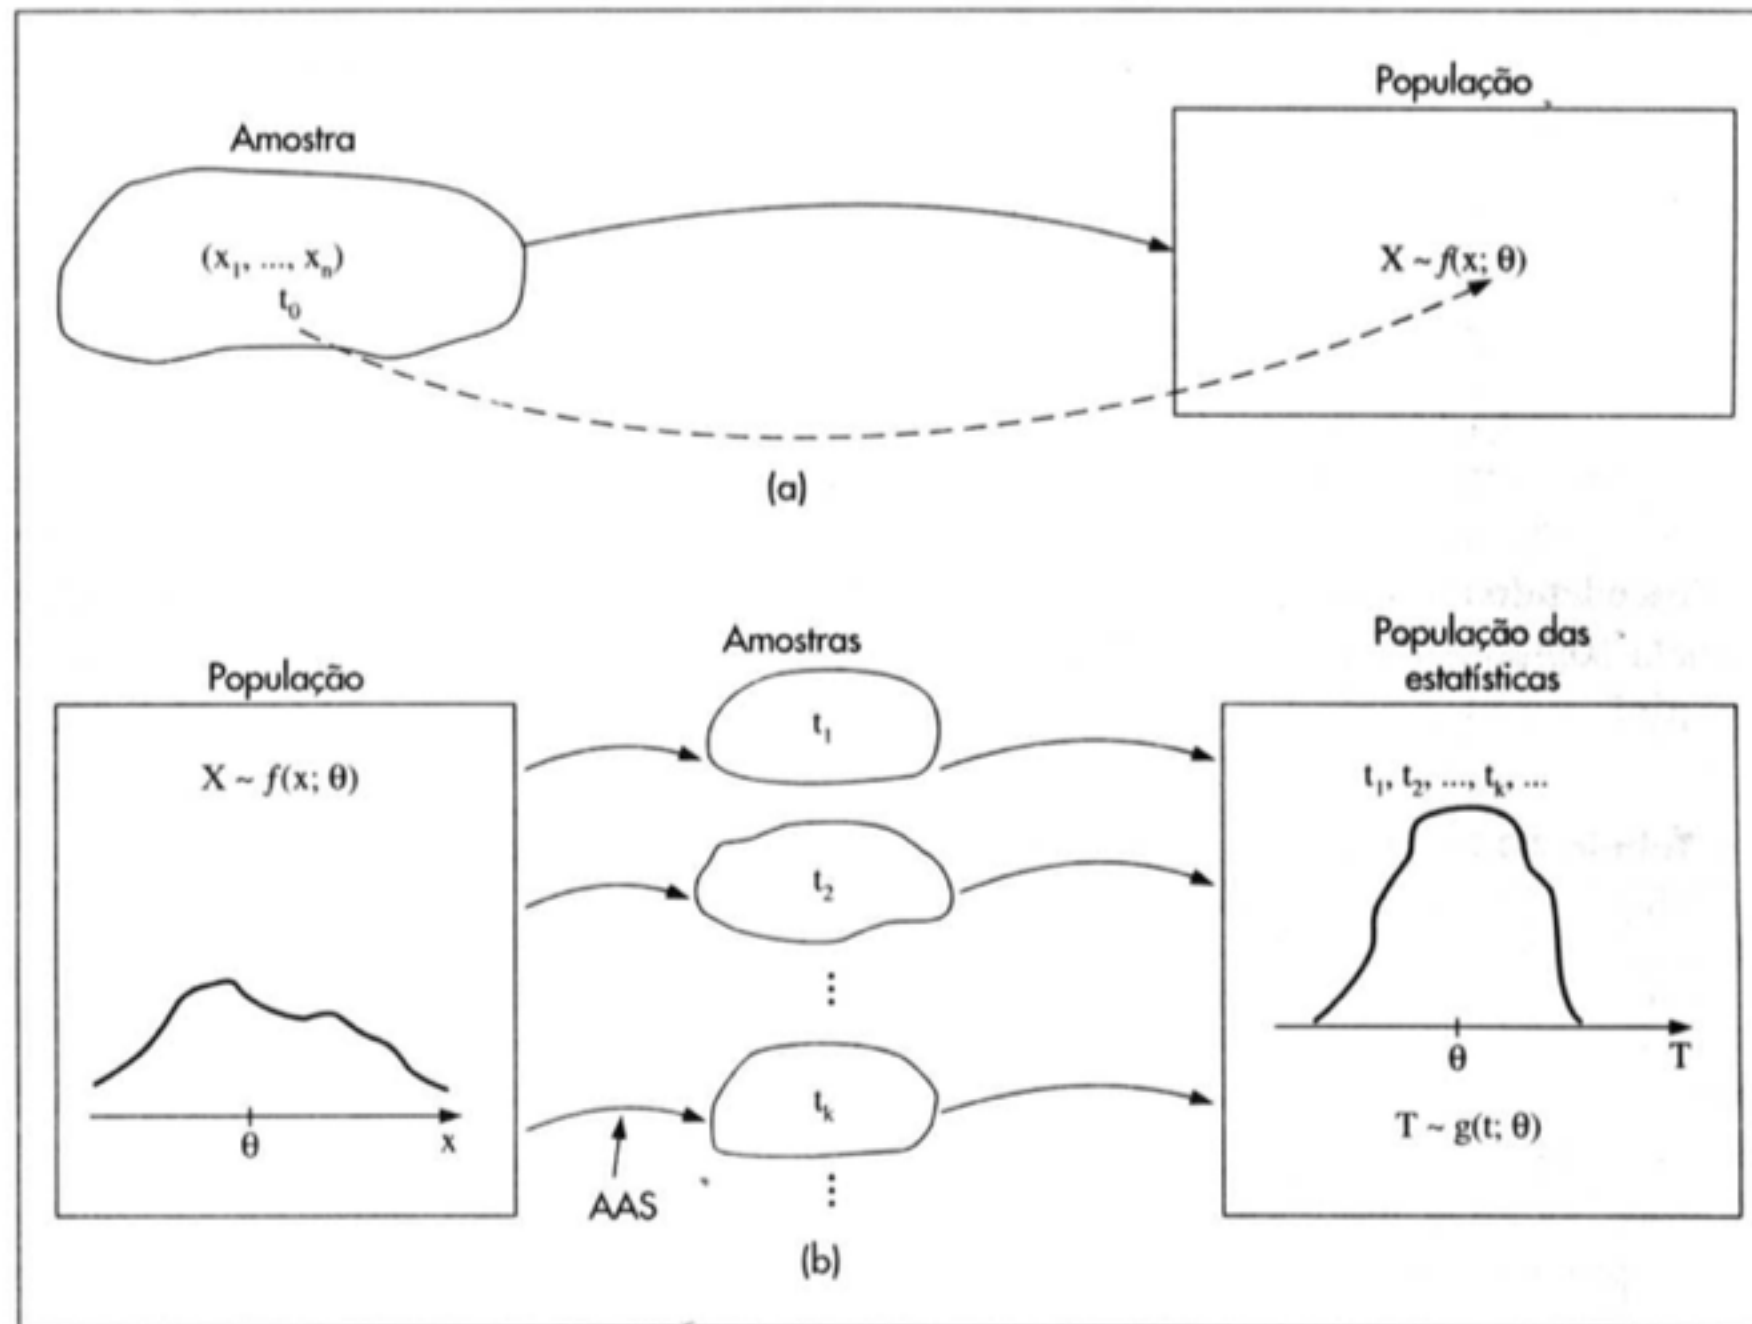 População
Amostra
(x₁, ..., xₙ)
t₀
X ~ f(x; θ)
(a)
População
X ~ f(x; θ)
θ
x
Amostras
t₁
t₂
⋮
tₖ
⋮
AAS
População das
estatísticas
t₁, t₂, ..., tₖ, ...
θ
T
T ~ g(t; θ)
(b)